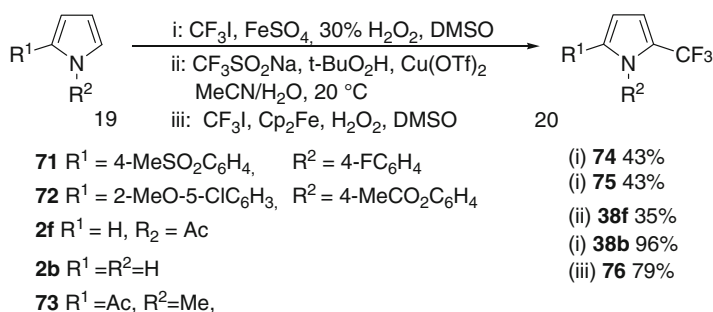 i: CF₃I, FeSO₄, 30% H₂O₂, DMSO
R¹ N R²
19
ii: CF₃SO₂Na, t-BuO₂H, Cu(OTf)₂
MeCN/H₂O, 20 °C
iii: CF₃I, Cp₂Fe, H₂O₂, DMSO
R¹ N CF₃ R²
20
71 R¹ = 4-MeSO₂C₆H₄, R² = 4-FC₆H₄ (i) 74 43%
72 R¹ = 2-MeO-5-ClC₆H₃, R² = 4-MeCO₂C₆H₄ (i) 75 43%
2f R¹ = H, R₂ = Ac (ii) 38f 35%
2b R¹ =R²=H (i) 38b 96%
73 R¹ =Ac, R²=Me, (iii) 76 79%